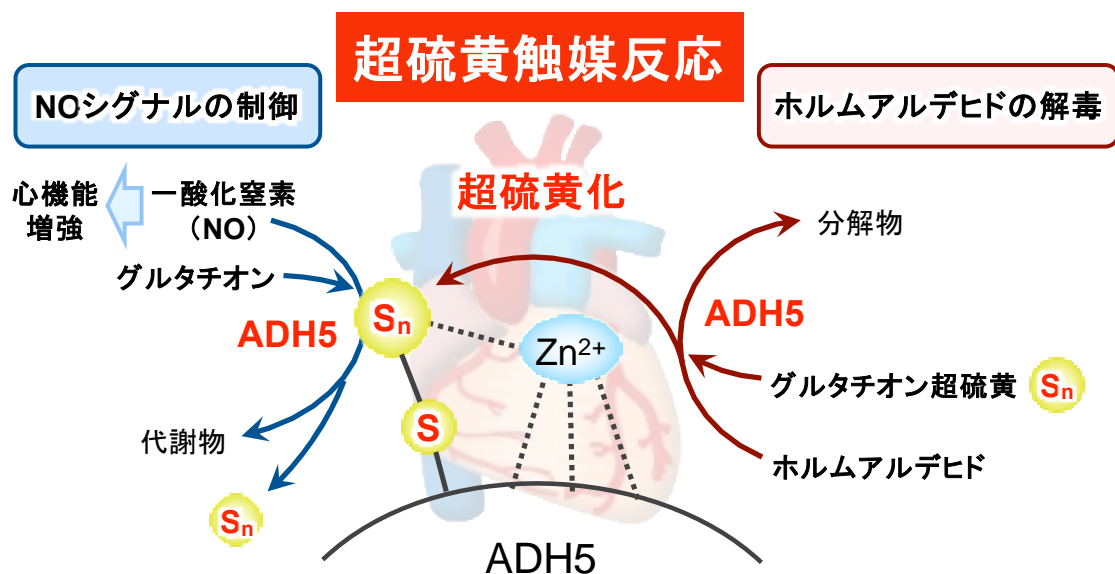 超硫黄触媒反応
NOシグナルの制御
ホルムアルデヒドの解毒
心機能
増強
一酸化窒素
（NO）
グルタチオン
ADH5
代謝物
Sn
超硫黄化
Sn
S
Zn2+
ADH5
分解物
ADH5
グルタチオン超硫黄 Sn
ホルムアルデヒド